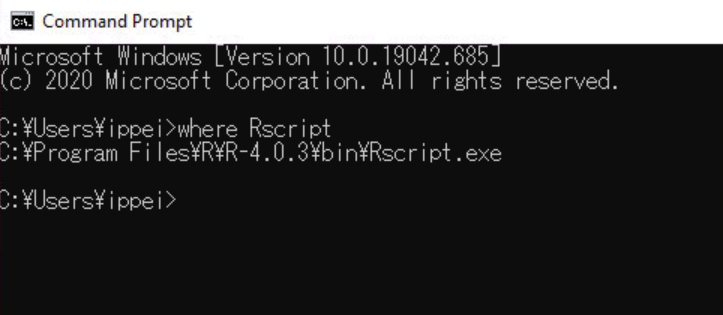 Command Prompt
Microsoft Windows [Version 10.0.19042.685]
(c) 2020 Microsoft Corporation. All rights reserved.
C:¥Users¥ippei>where Rscript
C:¥Program Files¥R¥R-4.0.3¥bin¥Rscript.exe
C:¥Users¥ippei>